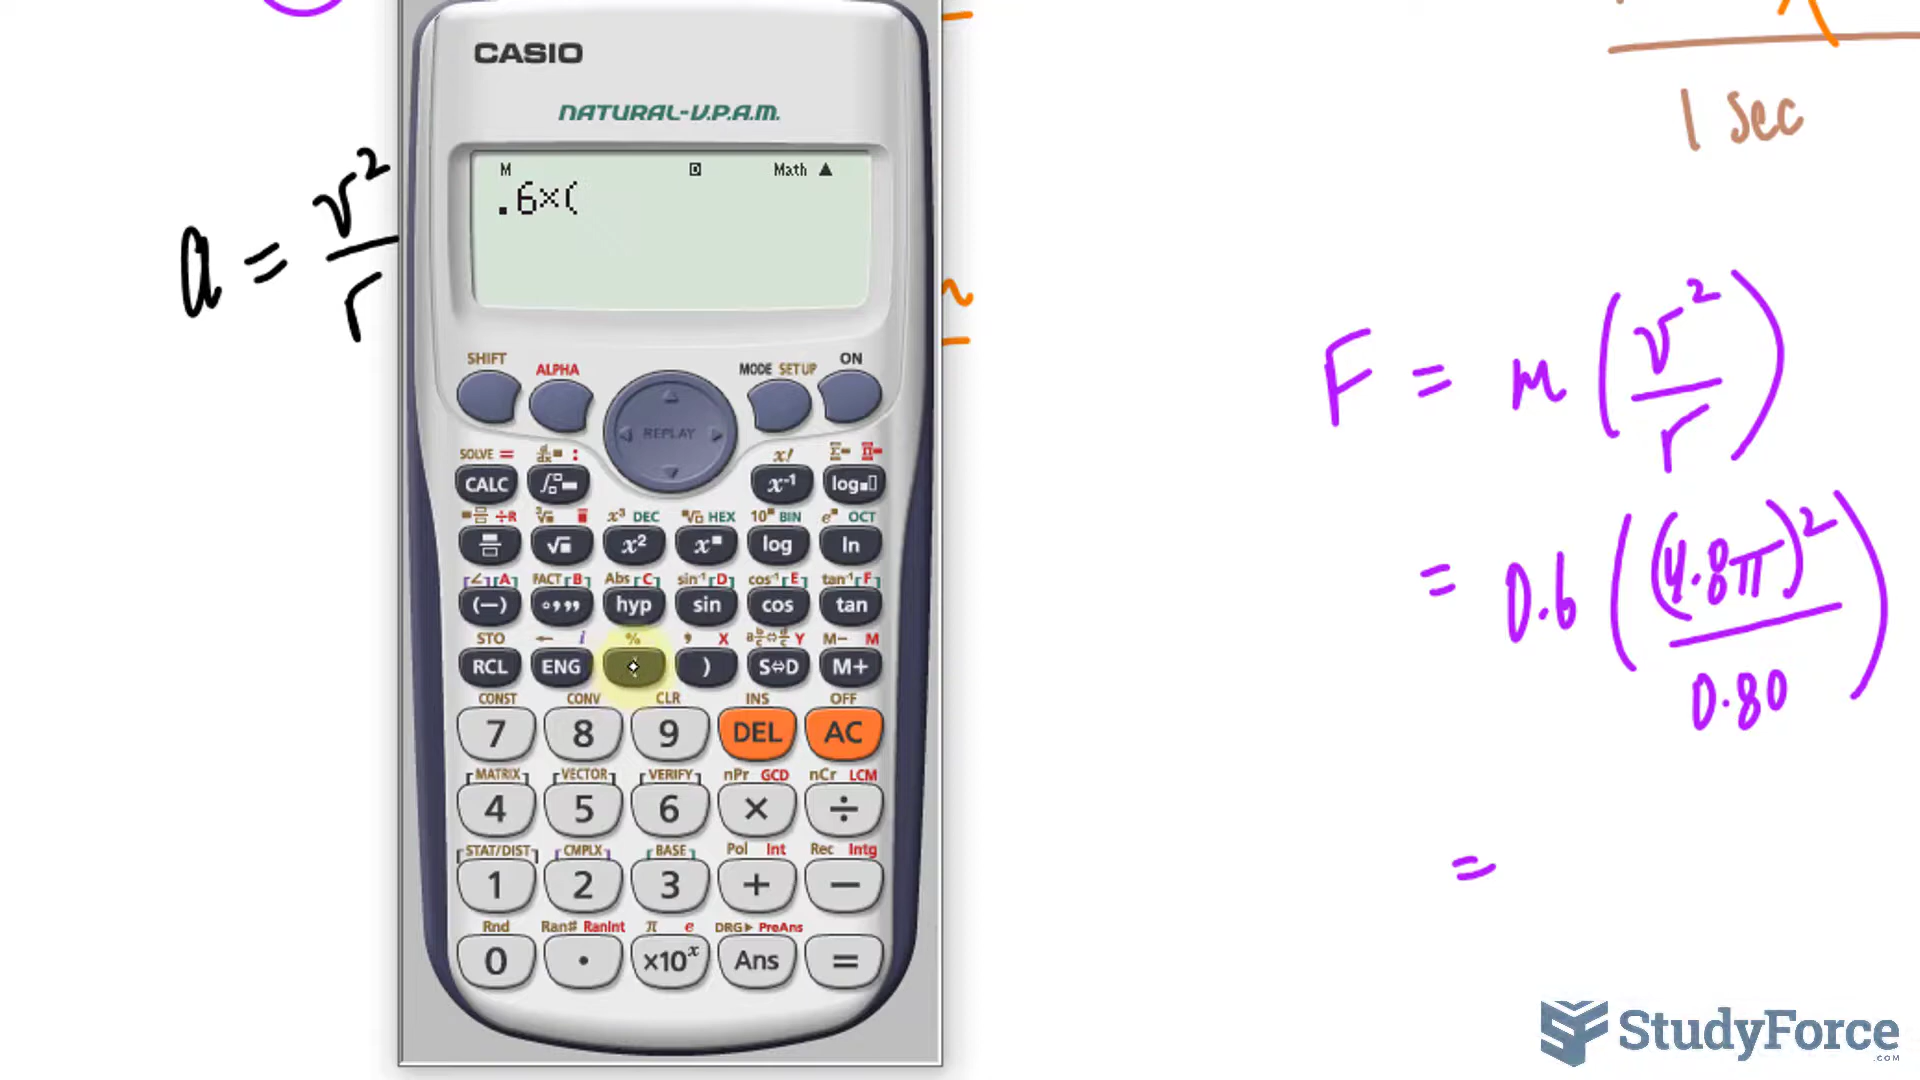 CASIO
NATURAL-V.P.A.M.
M D Math ▲
.6×(
SHIFT ALPHA MODE SETUP ON
REPLAY
SOLVE = d/dx : x! Σ Π
CALC ∫ x⁻¹ log
÷R ³√ x³ DEC √ HEX 10 BIN e OCT
√ x² x log ln
∠ A FACT B Abs C sin⁻¹ D cos⁻¹ E tan⁻¹ F
(−) °,,, hyp sin cos tan
STO ← i % , X a b/c⇔d/c Y M− M
RCL ENG ) S⇔D M+
CONST CONV CLR INS OFF
7 8 9 DEL AC
MATRIX VECTOR VERIFY nPr GCD nCr LCM
4 5 6 × ÷
STAT/DIST CMPLX BASE Pol Int Rec Intg
1 2 3 + −
Rnd Ran# RanInt π e DRG▶ PreAns
0 . ×10ˣ Ans =
a = v²/r
1 sec
F = m (v²/r)
= 0.6 ((4.8π)²/0.80)
=
StudyForce
.COM